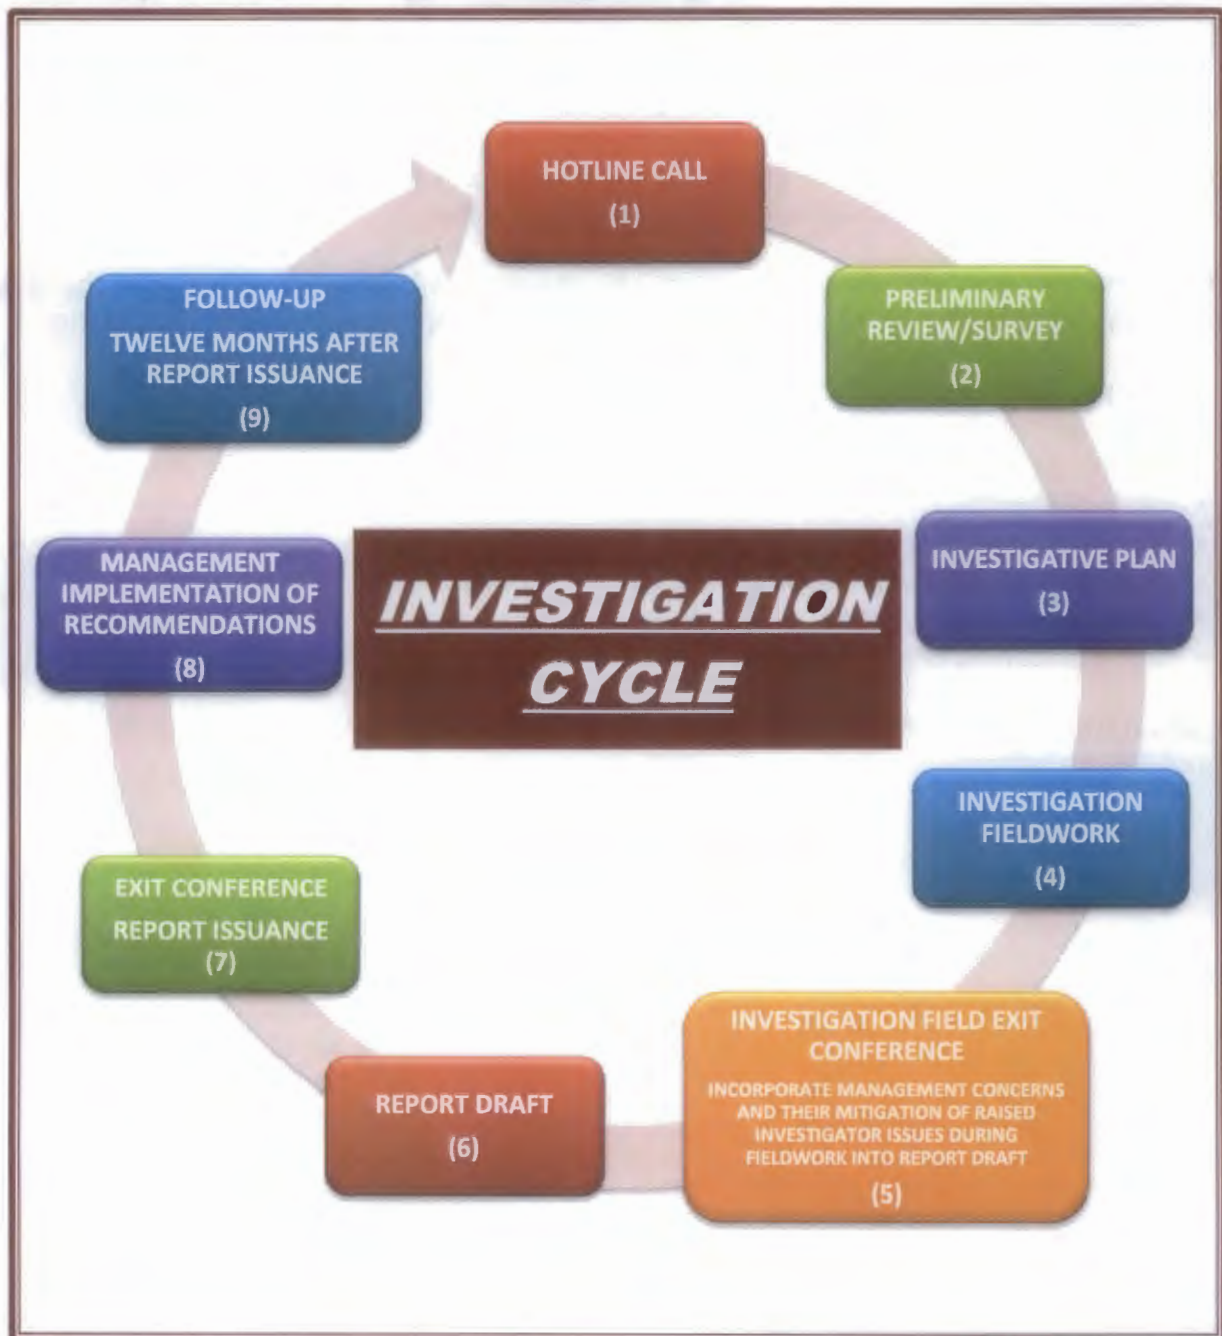 HOTLINE CALL
(1)
PRELIMINARY
REVIEW/SURVEY
(2)
INVESTIGATIVE PLAN
(3)
INVESTIGATION
FIELDWORK
(4)
INVESTIGATION FIELD EXIT
CONFERENCE
INCORPORATE MANAGEMENT CONCERNS
AND THEIR MITIGATION OF RAISED
INVESTIGATOR ISSUES DURING
FIELDWORK INTO REPORT DRAFT
(5)
REPORT DRAFT
(6)
EXIT CONFERENCE
REPORT ISSUANCE
(7)
MANAGEMENT
IMPLEMENTATION OF
RECOMMENDATIONS
(8)
FOLLOW-UP
TWELVE MONTHS AFTER
REPORT ISSUANCE
(9)
INVESTIGATION
CYCLE